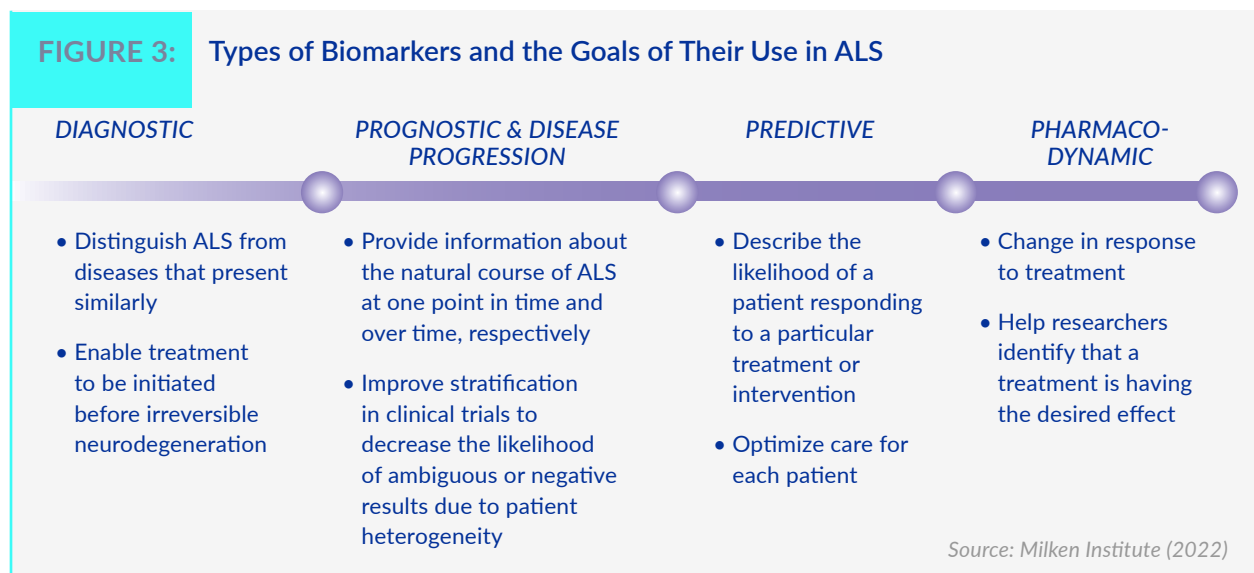 FIGURE 3:
Types of Biomarkers and the Goals of Their Use in ALS
DIAGNOSTIC
• Distinguish ALS from
diseases that present
similarly
• Enable treatment
to be initiated
before irreversible
neurodegeneration
PROGNOSTIC & DISEASE
PROGRESSION
• Provide information about
the natural course of ALS
at one point in time and
over time, respectively
• Improve stratification
in clinical trials to
decrease the likelihood
of ambiguous or negative
results due to patient
heterogeneity
PREDICTIVE
• Describe the
likelihood of a
patient responding
to a particular
treatment or
intervention
• Optimize care for
each patient
PHARMACO-
DYNAMIC
• Change in response
to treatment
• Help researchers
identify that a
treatment is having
the desired effect
Source: Milken Institute (2022)